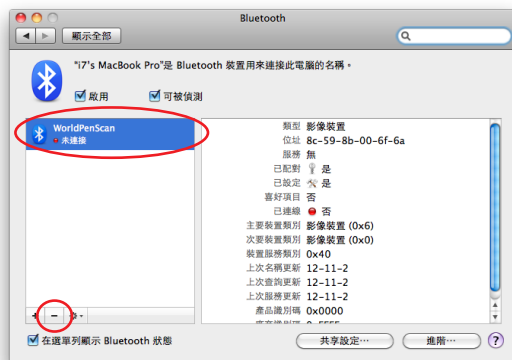 Bluetooth
顯示全部
"i7's MacBook Pro"是 Bluetooth 裝置用來連接此電腦的名稱。
啟用
可被偵測
WorldPenScan
未連接
類型 影像裝置
位址 8c-59-8b-00-6f-6a
服務 無
已配對 是
已設定 是
喜好項目 否
已連線 否
主要裝置類別 影像裝置 (0x6)
次要裝置類別 影像裝置 (0x0)
裝置服務類別 0x40
上次名稱更新 12-11-2
上次查詢更新 12-11-2
上次服務更新 12-11-2
產品識別碼 0x0000
在選單列顯示 Bluetooth 狀態
共享設定…
進階…
?